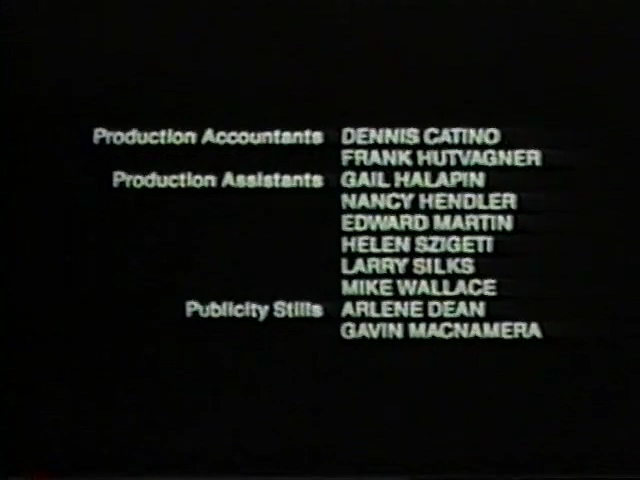 Production Accountants DENNIS CATINO
FRANK HUTVAGNER
Production Assistants GAIL HALAPIN
NANCY HENDLER
EDWARD MARTIN
HELEN SZIGETI
LARRY SILKS
MIKE WALLACE
Publicity Stills ARLENE DEAN
GAVIN MACNAMERA